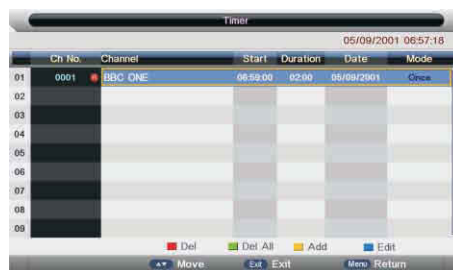 Timer
05/09/2001 06:57:18
Ch No. Channel Start Duration Date Mode
01 0001 BBC ONE 06:59:00 02:00 05/09/2001 Once
02
03
04
05
06
07
08
09
Del Del All Add Edit
Move Exit Exit Menu Return